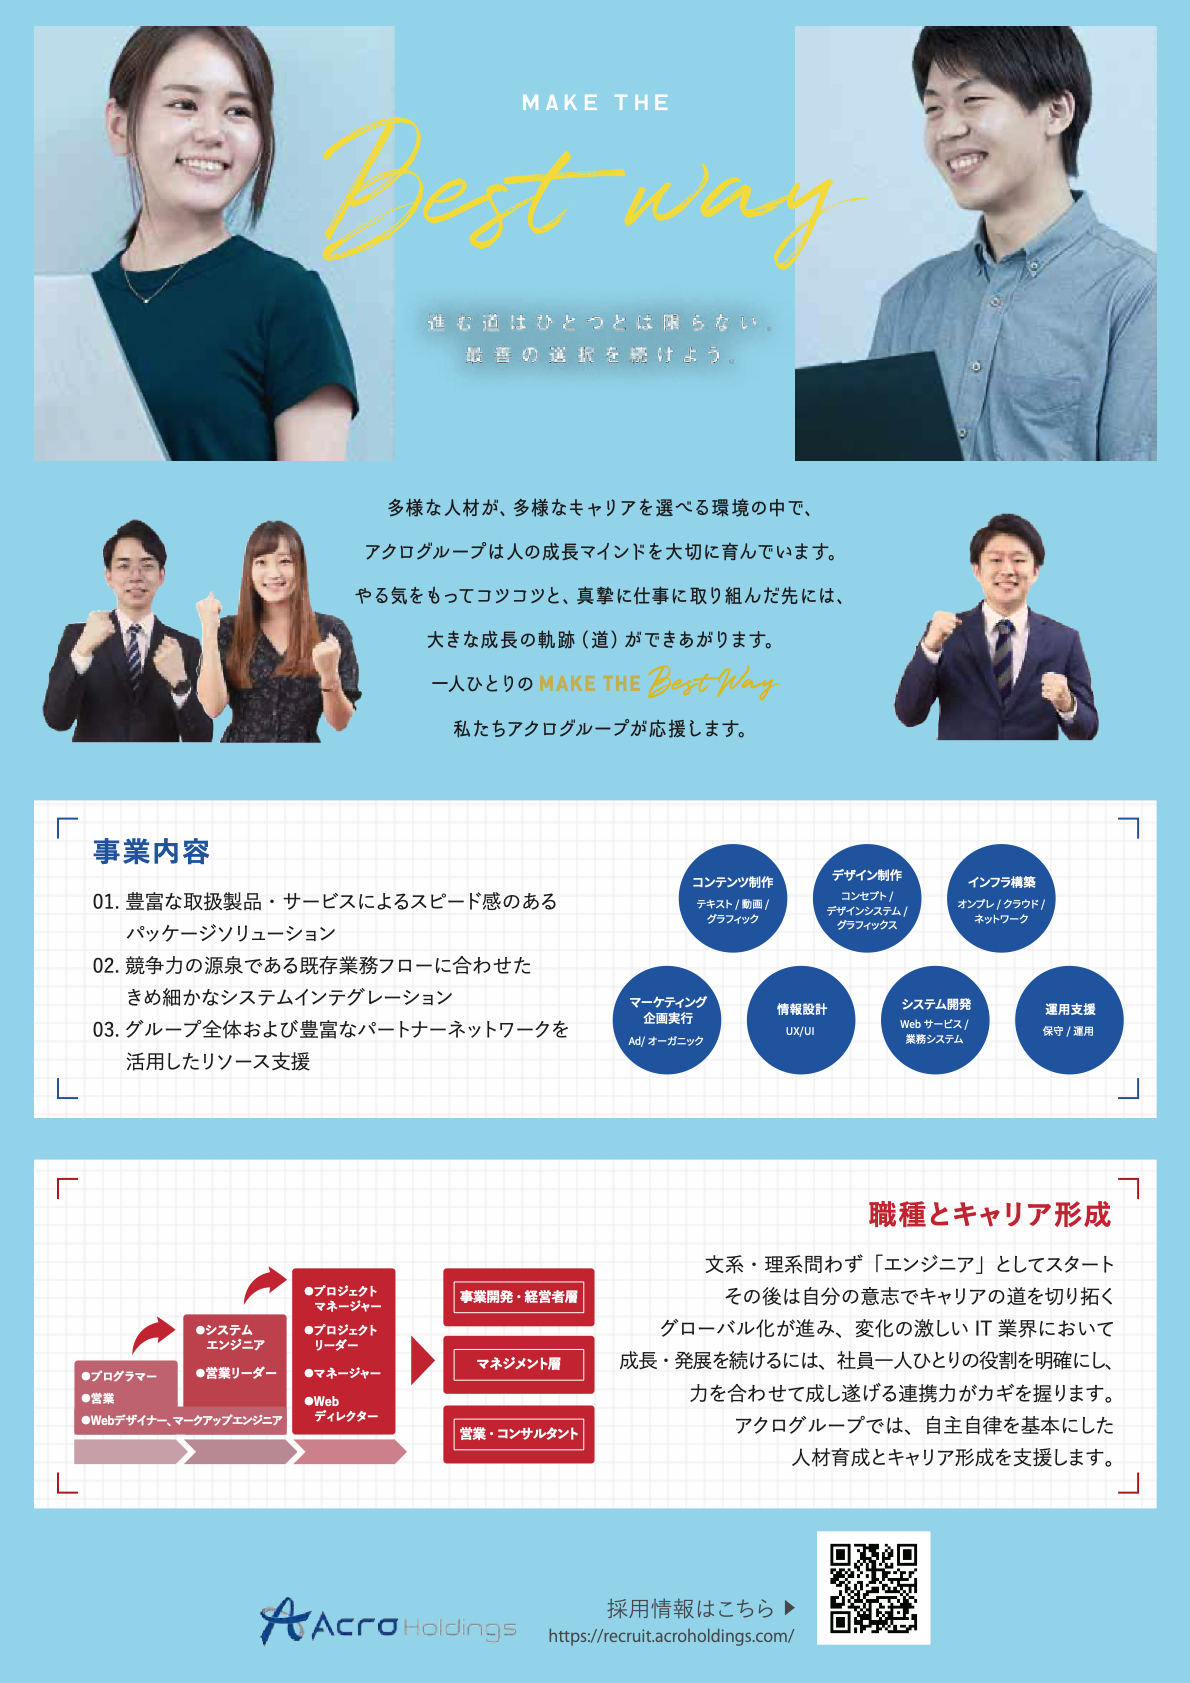 MAKE THE
Best way
進む道はひとつとは限らない。
最善の選択を続けよう。
多様な人材が、多様なキャリアを選べる環境の中で、
アクログループは人の成長マインドを大切に育んでいます。
やる気をもってコツコツと、真摯に仕事に取り組んだ先には、
大きな成長の軌跡（道）ができあがります。
一人ひとりの MAKE THE Best Way
私たちアクログループが応援します。
事業内容
01. 豊富な取扱製品・サービスによるスピード感のある
パッケージソリューション
02. 競争力の源泉である既存業務フローに合わせた
きめ細かなシステムインテグレーション
03. グループ全体および豊富なパートナーネットワークを
活用したリソース支援
コンテンツ制作
テキスト / 動画 /
グラフィック
デザイン制作
コンセプト /
デザインシステム /
グラフィックス
インフラ構築
オンプレ / クラウド /
ネットワーク
マーケティング
企画実行
Ad/ オーガニック
情報設計
UX/UI
システム開発
Web サービス /
業務システム
運用支援
保守 / 運用
職種とキャリア形成
文系・理系問わず「エンジニア」としてスタート
その後は自分の意志でキャリアの道を切り拓く
グローバル化が進み、変化の激しい IT 業界において
成長・発展を続けるには、社員一人ひとりの役割を明確にし、
力を合わせて成し遂げる連携力がカギを握ります。
アクログループでは、自主自律を基本にした
人材育成とキャリア形成を支援します。
●プログラマー
●営業
●Webデザイナー、マークアップエンジニア
●システム
エンジニア
●営業リーダー
●プロジェクト
マネージャー
●プロジェクト
リーダー
●マネージャー
●Web
ディレクター
事業開発・経営者層
マネジメント層
営業・コンサルタント
Acro Holdings
採用情報はこちら ▶
https://recruit.acroholdings.com/